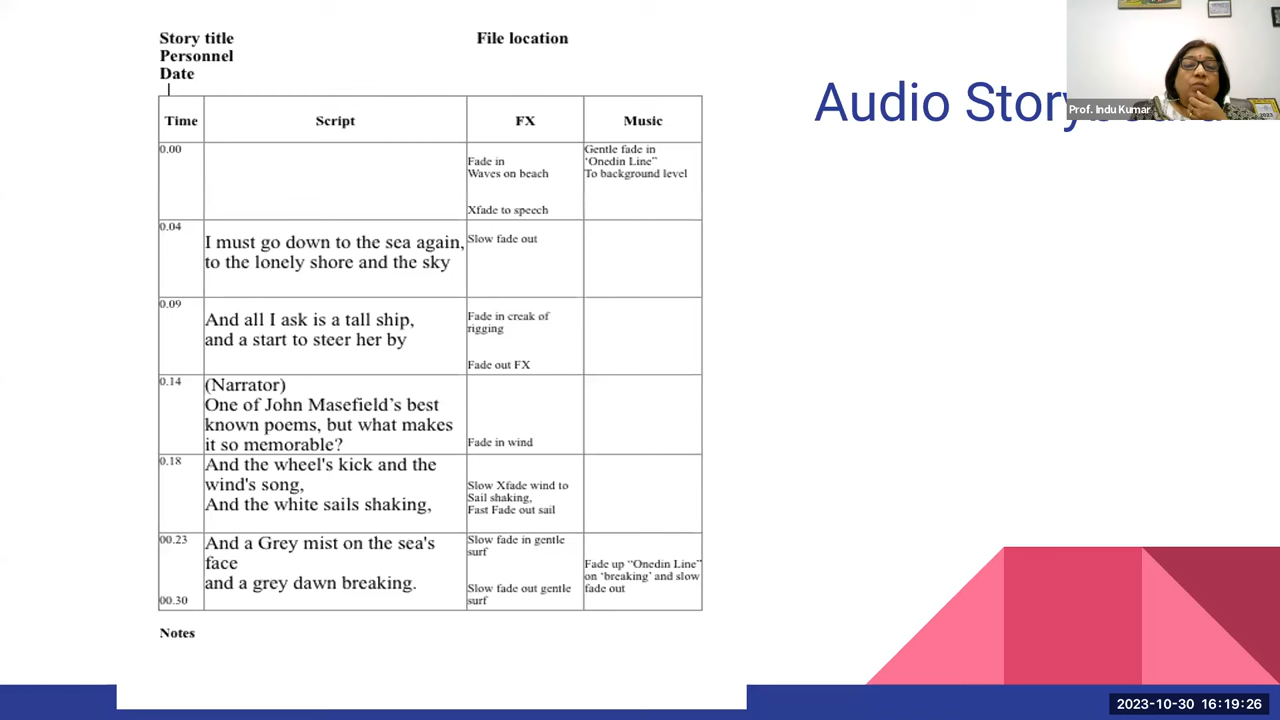 Story title
File location
Personnel
Date
Time
Script
FX
Music
0.00
Fade in
Waves on beach
Xfade to speech
Gentle fade in
‘Onedin Line”
To background level
0.04
I must go down to the sea again,
to the lonely shore and the sky
Slow fade out
0.09
And all I ask is a tall ship,
and a start to steer her by
Fade in creak of
rigging
Fade out FX
0.14
(Narrator)
One of John Masefield’s best
known poems, but what makes
it so memorable?
Fade in wind
0.18
And the wheel's kick and the
wind's song,
And the white sails shaking,
Slow Xfade wind to
Sail shaking,
Fast Fade out sail
00.23
And a Grey mist on the sea's
face
and a grey dawn breaking.
00.30
Slow fade in gentle
surf
Slow fade out gentle
surf
Fade up “Onedin Line”
on ‘breaking’ and slow
fade out
Notes
Audio
Prof. Indu Kumar
2023
2023-10-30 16:19:26